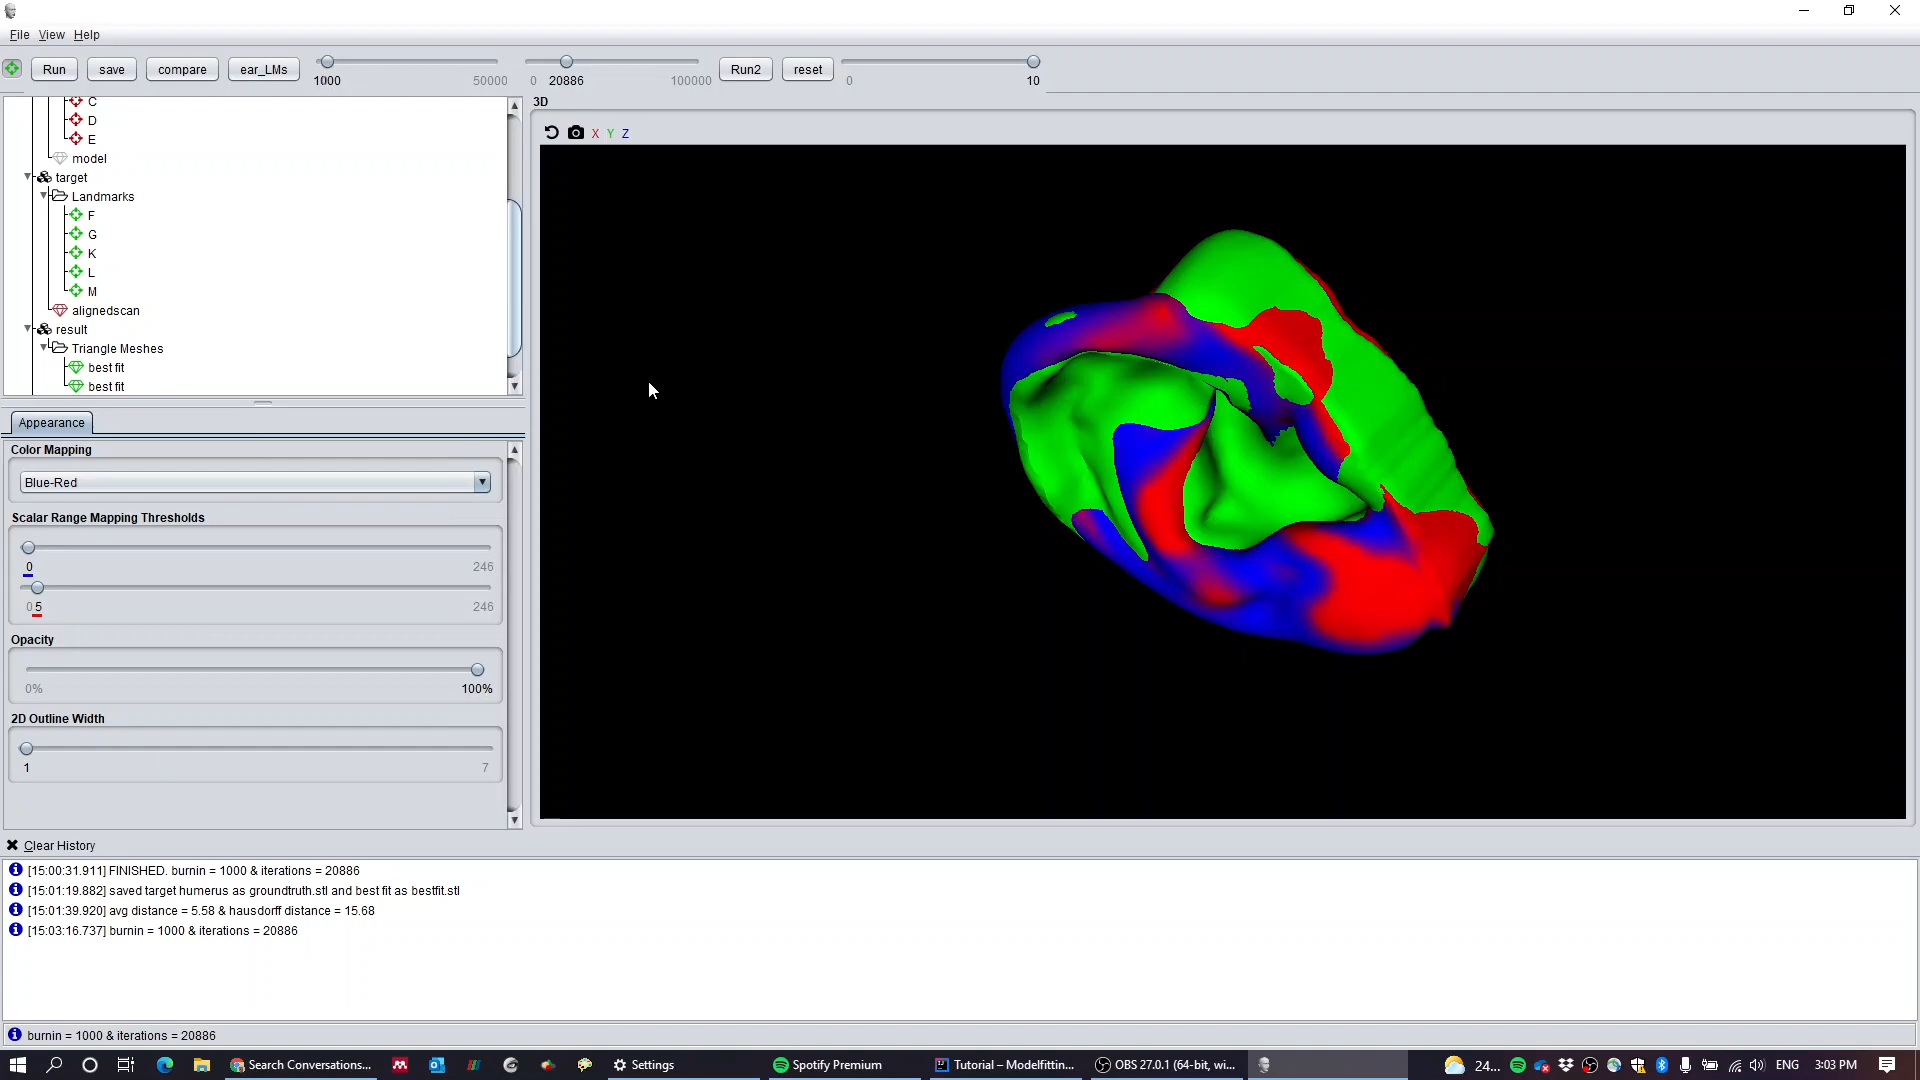 File View Help
Run save compare ear_LMs 1000 50000 0 20886 100000 Run2 reset 0 10
3D
X Y Z
C
D
E
model
target
Landmarks
F
G
K
L
M
alignedscan
result
Triangle Meshes
best fit
best fit
Appearance
Color Mapping
Blue-Red
Scalar Range Mapping Thresholds
0 246
0 5 246
Opacity
0% 100%
2D Outline Width
1 7
Clear History
[15:00:31.911] FINISHED. burnin = 1000 & iterations = 20886
[15:01:19.882] saved target humerus as groundtruth.stl and best fit as bestfit.stl
[15:01:39.920] avg distance = 5.58 & hausdorff distance = 15.68
[15:03:16.737] burnin = 1000 & iterations = 20886
burnin = 1000 & iterations = 20886
Search Conversations... Settings Spotify Premium Tutorial – Modelfittin... OBS 27.0.1 (64-bit, wi... 24... ENG 3:03 PM